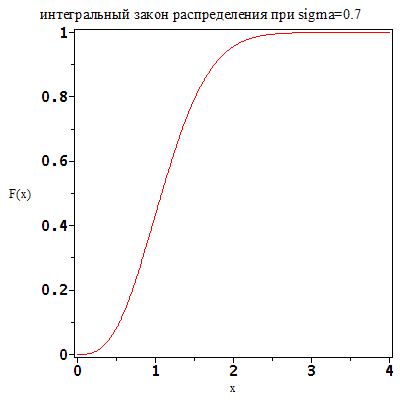 интегральный закон распределения при sigma=0.7
1
0.8
0.6
F(x)
0.4
0.2
0
0 1 2 3 4
x